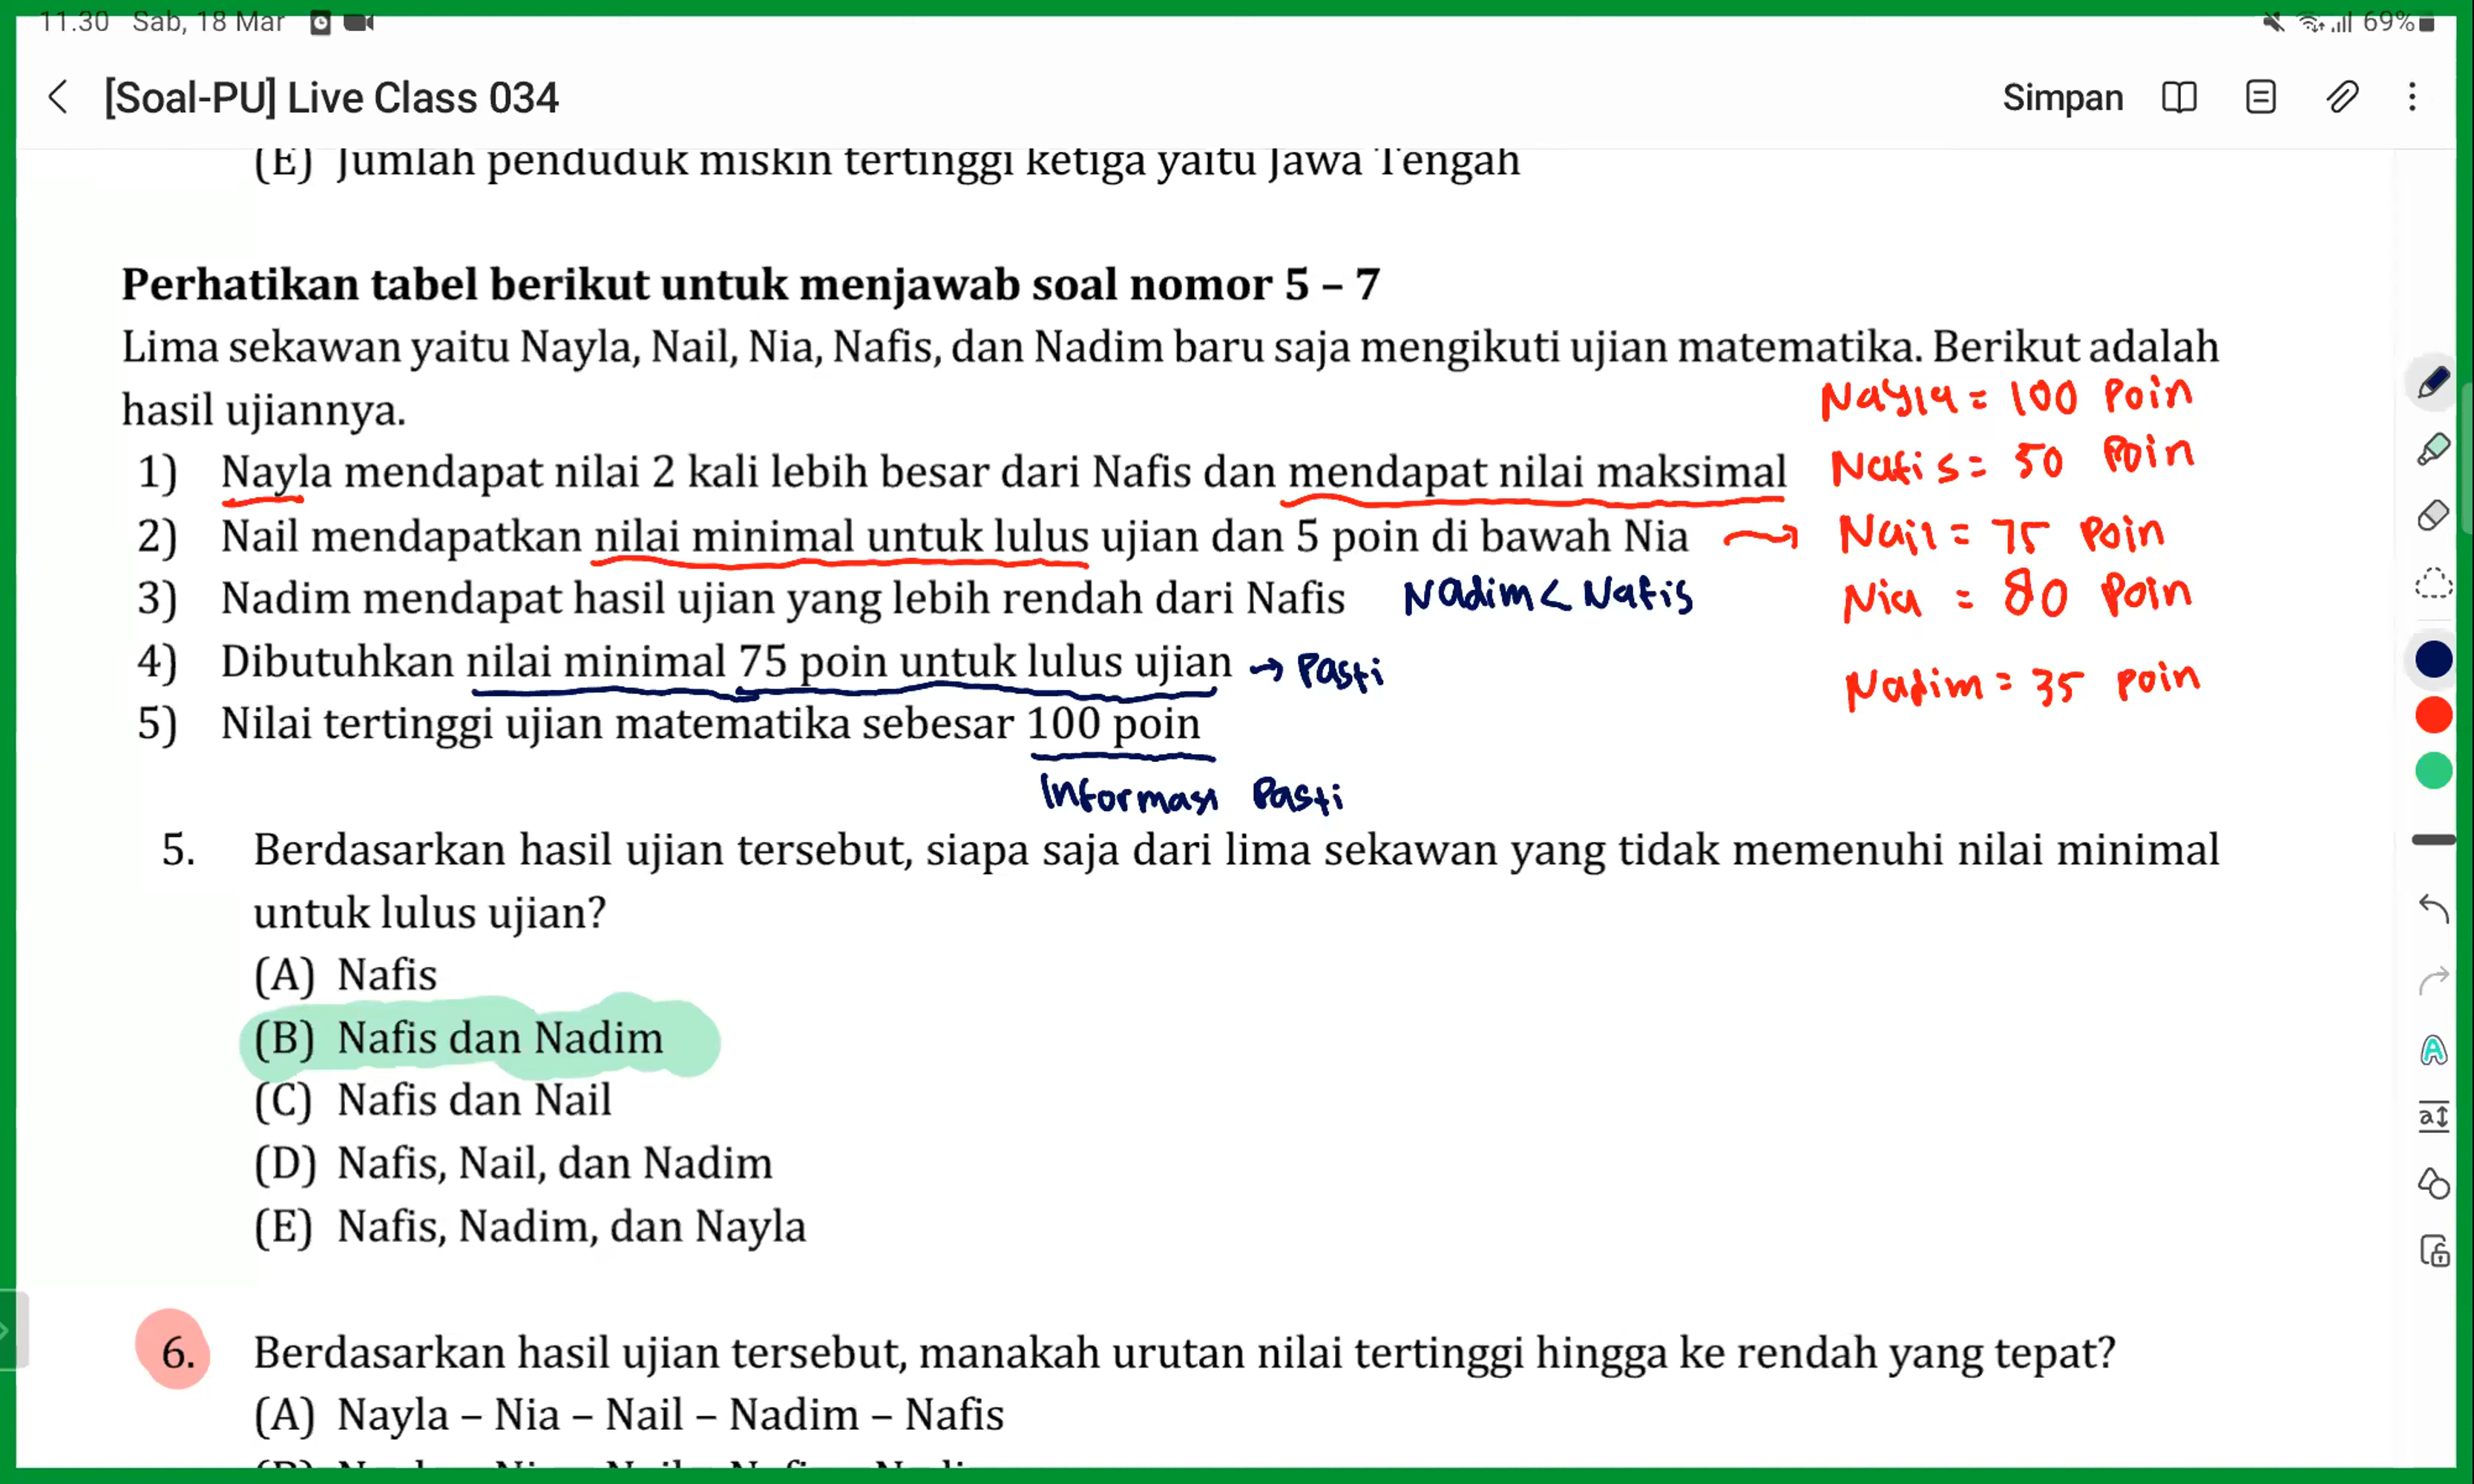 11.30 Sab, 18 Mar
69%
[Soal-PU] Live Class 034
Simpan
(E) Jumlah penduduk miskin tertinggi ketiga yaitu Jawa Tengah
Perhatikan tabel berikut untuk menjawab soal nomor 5 – 7
Lima sekawan yaitu Nayla, Nail, Nia, Nafis, dan Nadim baru saja mengikuti ujian matematika. Berikut adalah
hasil ujiannya.
Nayla = 100 Poin
1) Nayla mendapat nilai 2 kali lebih besar dari Nafis dan mendapat nilai maksimal
Nafis = 50 Poin
2) Nail mendapatkan nilai minimal untuk lulus ujian dan 5 poin di bawah Nia
→ Nail = 75 Poin
3) Nadim mendapat hasil ujian yang lebih rendah dari Nafis
Nadim < Nafis
Nia = 80 Poin
4) Dibutuhkan nilai minimal 75 poin untuk lulus ujian
→ Pasti
Nadim = 35 poin
5) Nilai tertinggi ujian matematika sebesar 100 poin
Informasi Pasti
5. Berdasarkan hasil ujian tersebut, siapa saja dari lima sekawan yang tidak memenuhi nilai minimal
untuk lulus ujian?
(A) Nafis
(B) Nafis dan Nadim
(C) Nafis dan Nail
(D) Nafis, Nail, dan Nadim
(E) Nafis, Nadim, dan Nayla
6. Berdasarkan hasil ujian tersebut, manakah urutan nilai tertinggi hingga ke rendah yang tepat?
(A) Nayla – Nia – Nail – Nadim – Nafis